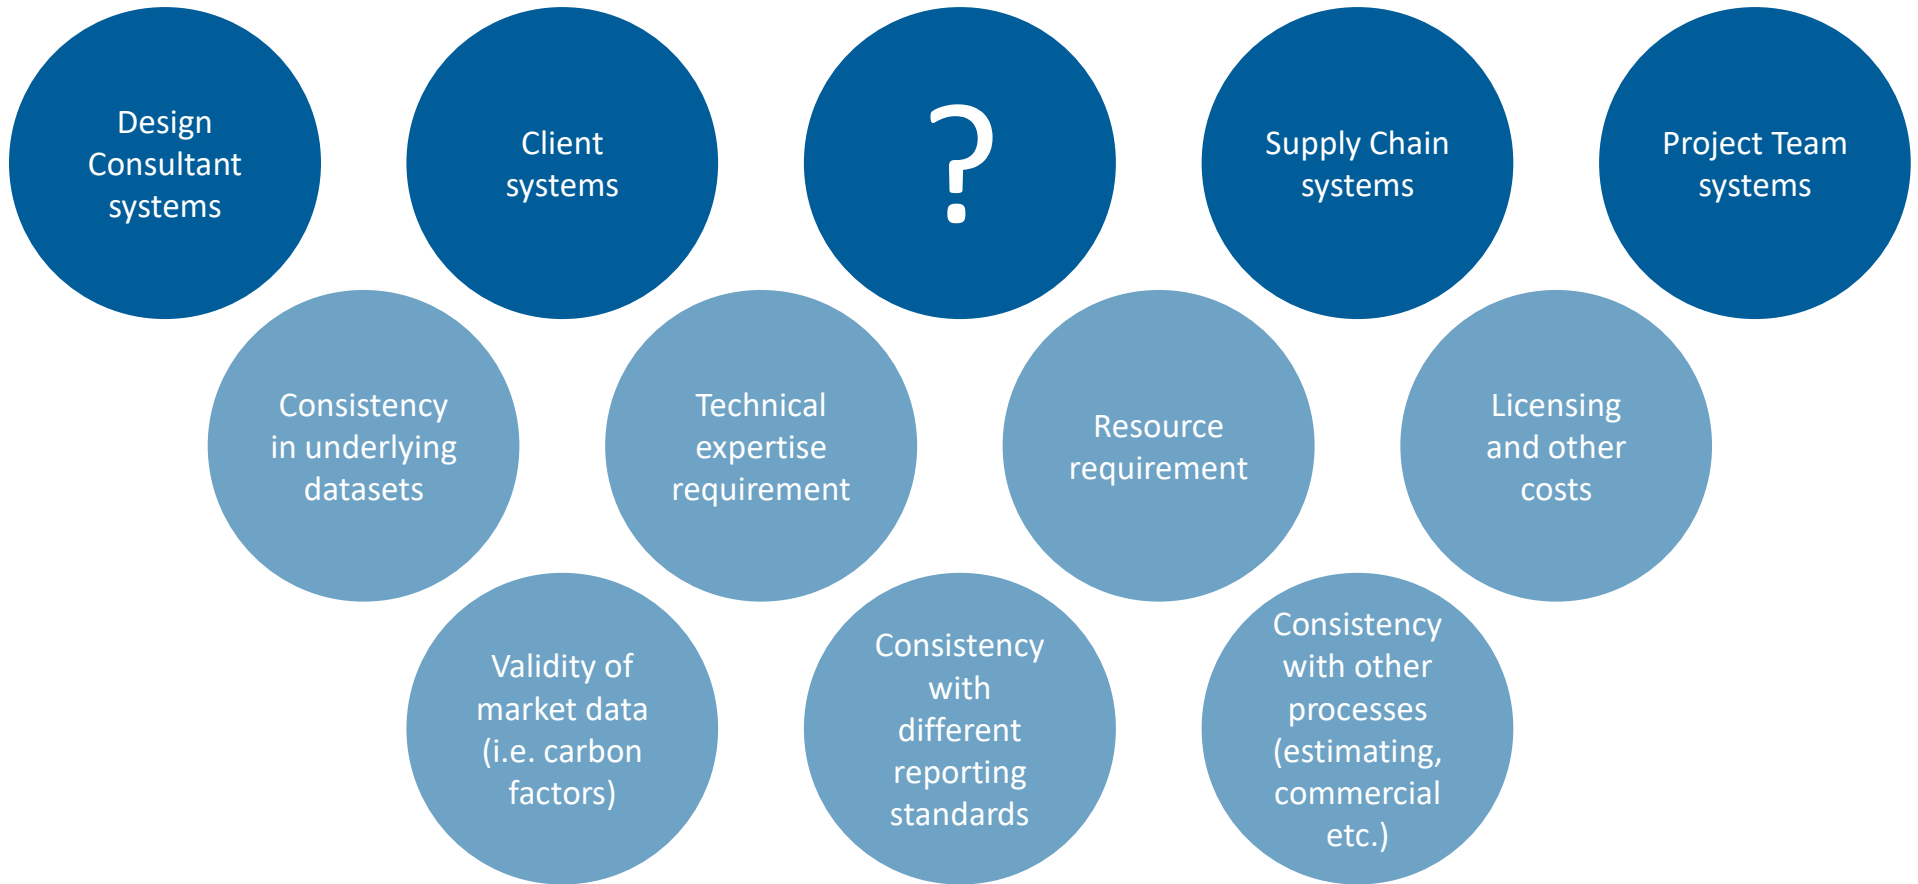 Design
Consultant
systems
Client
systems
?
Supply Chain
systems
Project Team
systems
Consistency
in underlying
datasets
Technical
expertise
requirement
Resource
requirement
Licensing
and other
costs
Validity of
market data
(i.e. carbon
factors)
Consistency
with
different
reporting
standards
Consistency
with other
processes
(estimating,
commercial
etc.)